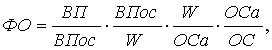 ФО = ВП/ВПос · ВПос/W · W/ОСа · ОСа/ОС,